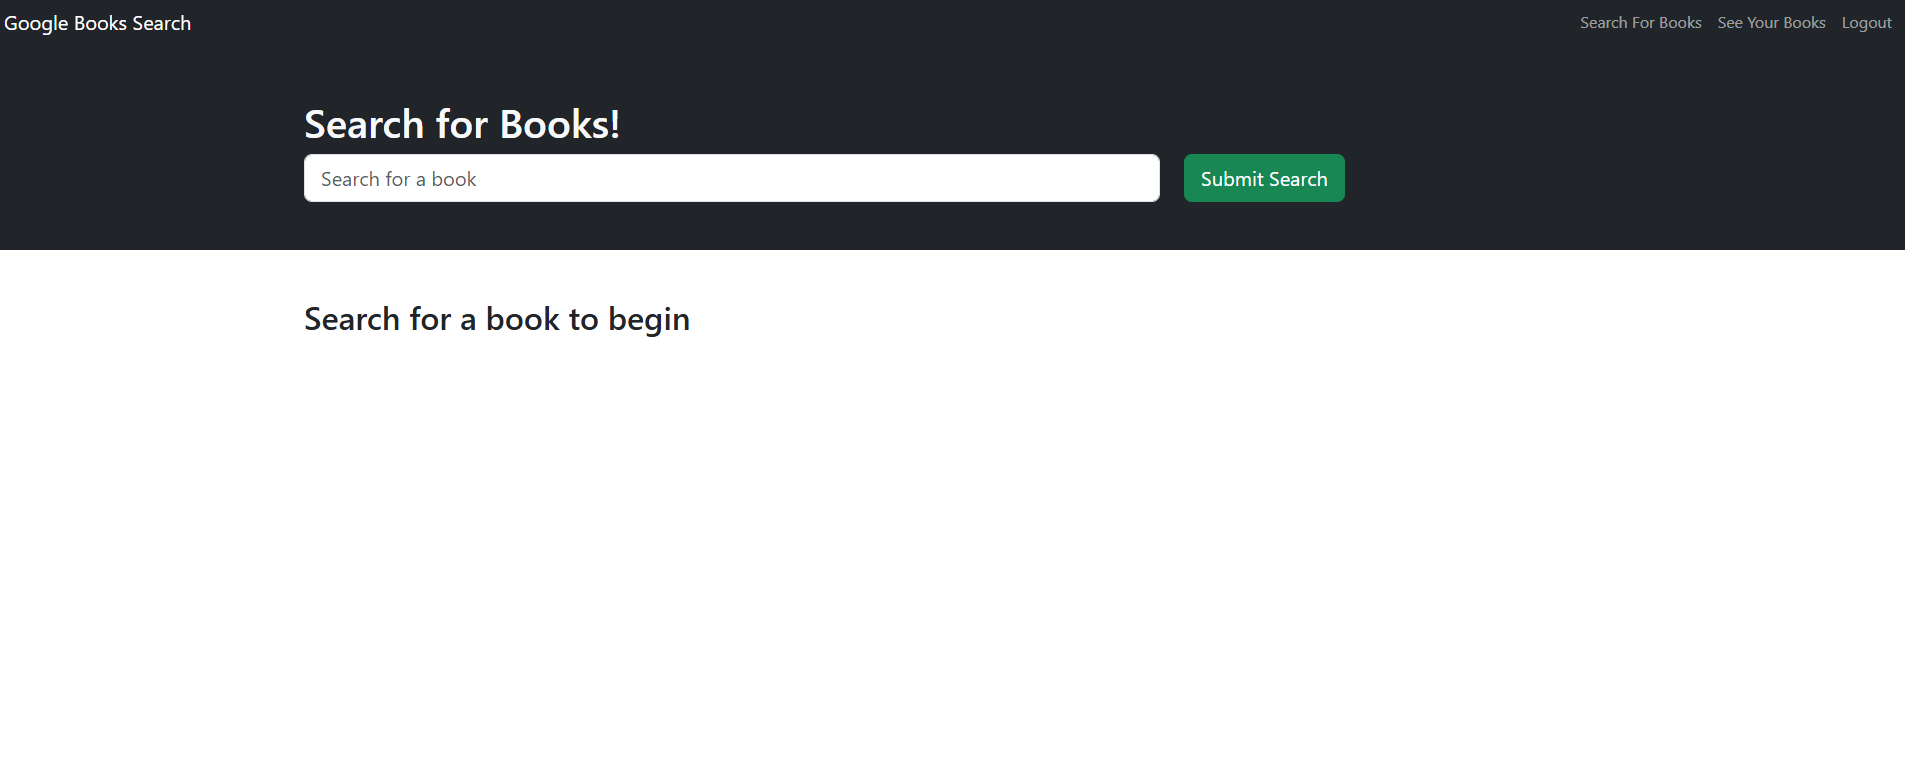 Google Books Search
Search For Books
See Your Books
Logout
Search for Books!
Search for a book
Submit Search
Search for a book to begin